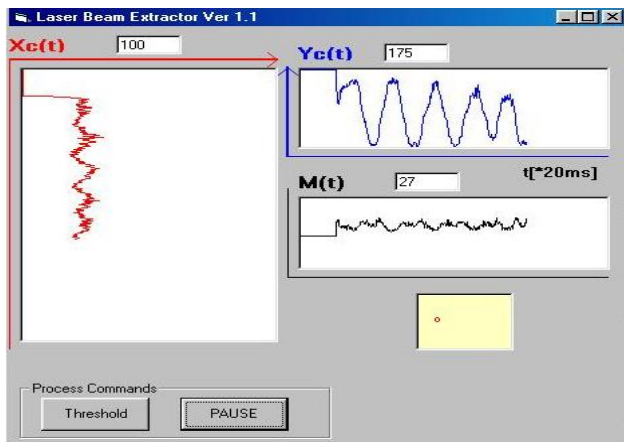 Laser Beam Extractor Ver 1.1
Xc(t) 100
Yc(t) 175
t[*20ms]
M(t) 27
Process Commands
Threshold PAUSE